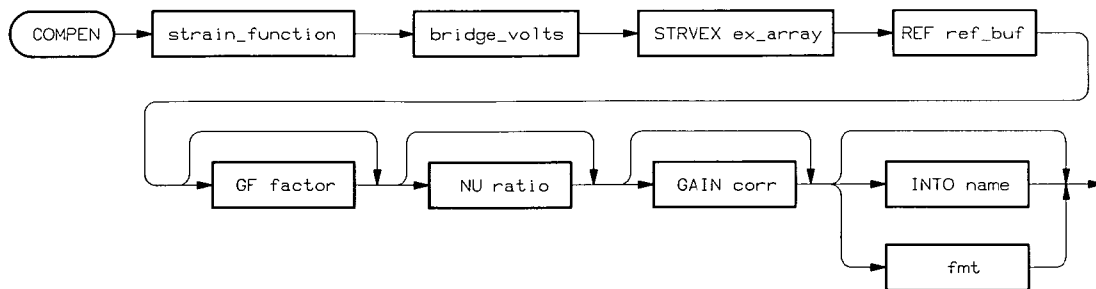 COMPEN strain_function bridge_volts STRVEX ex_array REF ref_buf
GF factor NU ratio GAIN corr INTO name
fmt